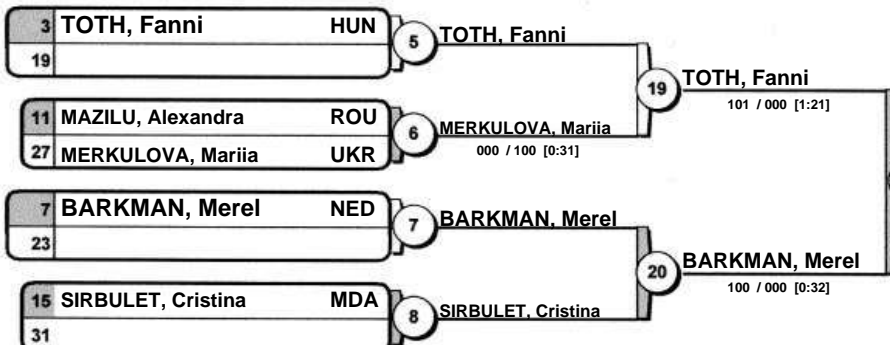 3 TOTH, Fanni HUN
19
5 TOTH, Fanni
11 MAZILU, Alexandra ROU
27 MERKULOVA, Mariia UKR
6 MERKULOVA, Mariia
000 / 100 [0:31]
19 TOTH, Fanni
101 / 000 [1:21]
7 BARKMAN, Merel NED
23
7 BARKMAN, Merel
15 SIRBULET, Cristina MDA
31
8 SIRBULET, Cristina
20 BARKMAN, Merel
100 / 000 [0:32]